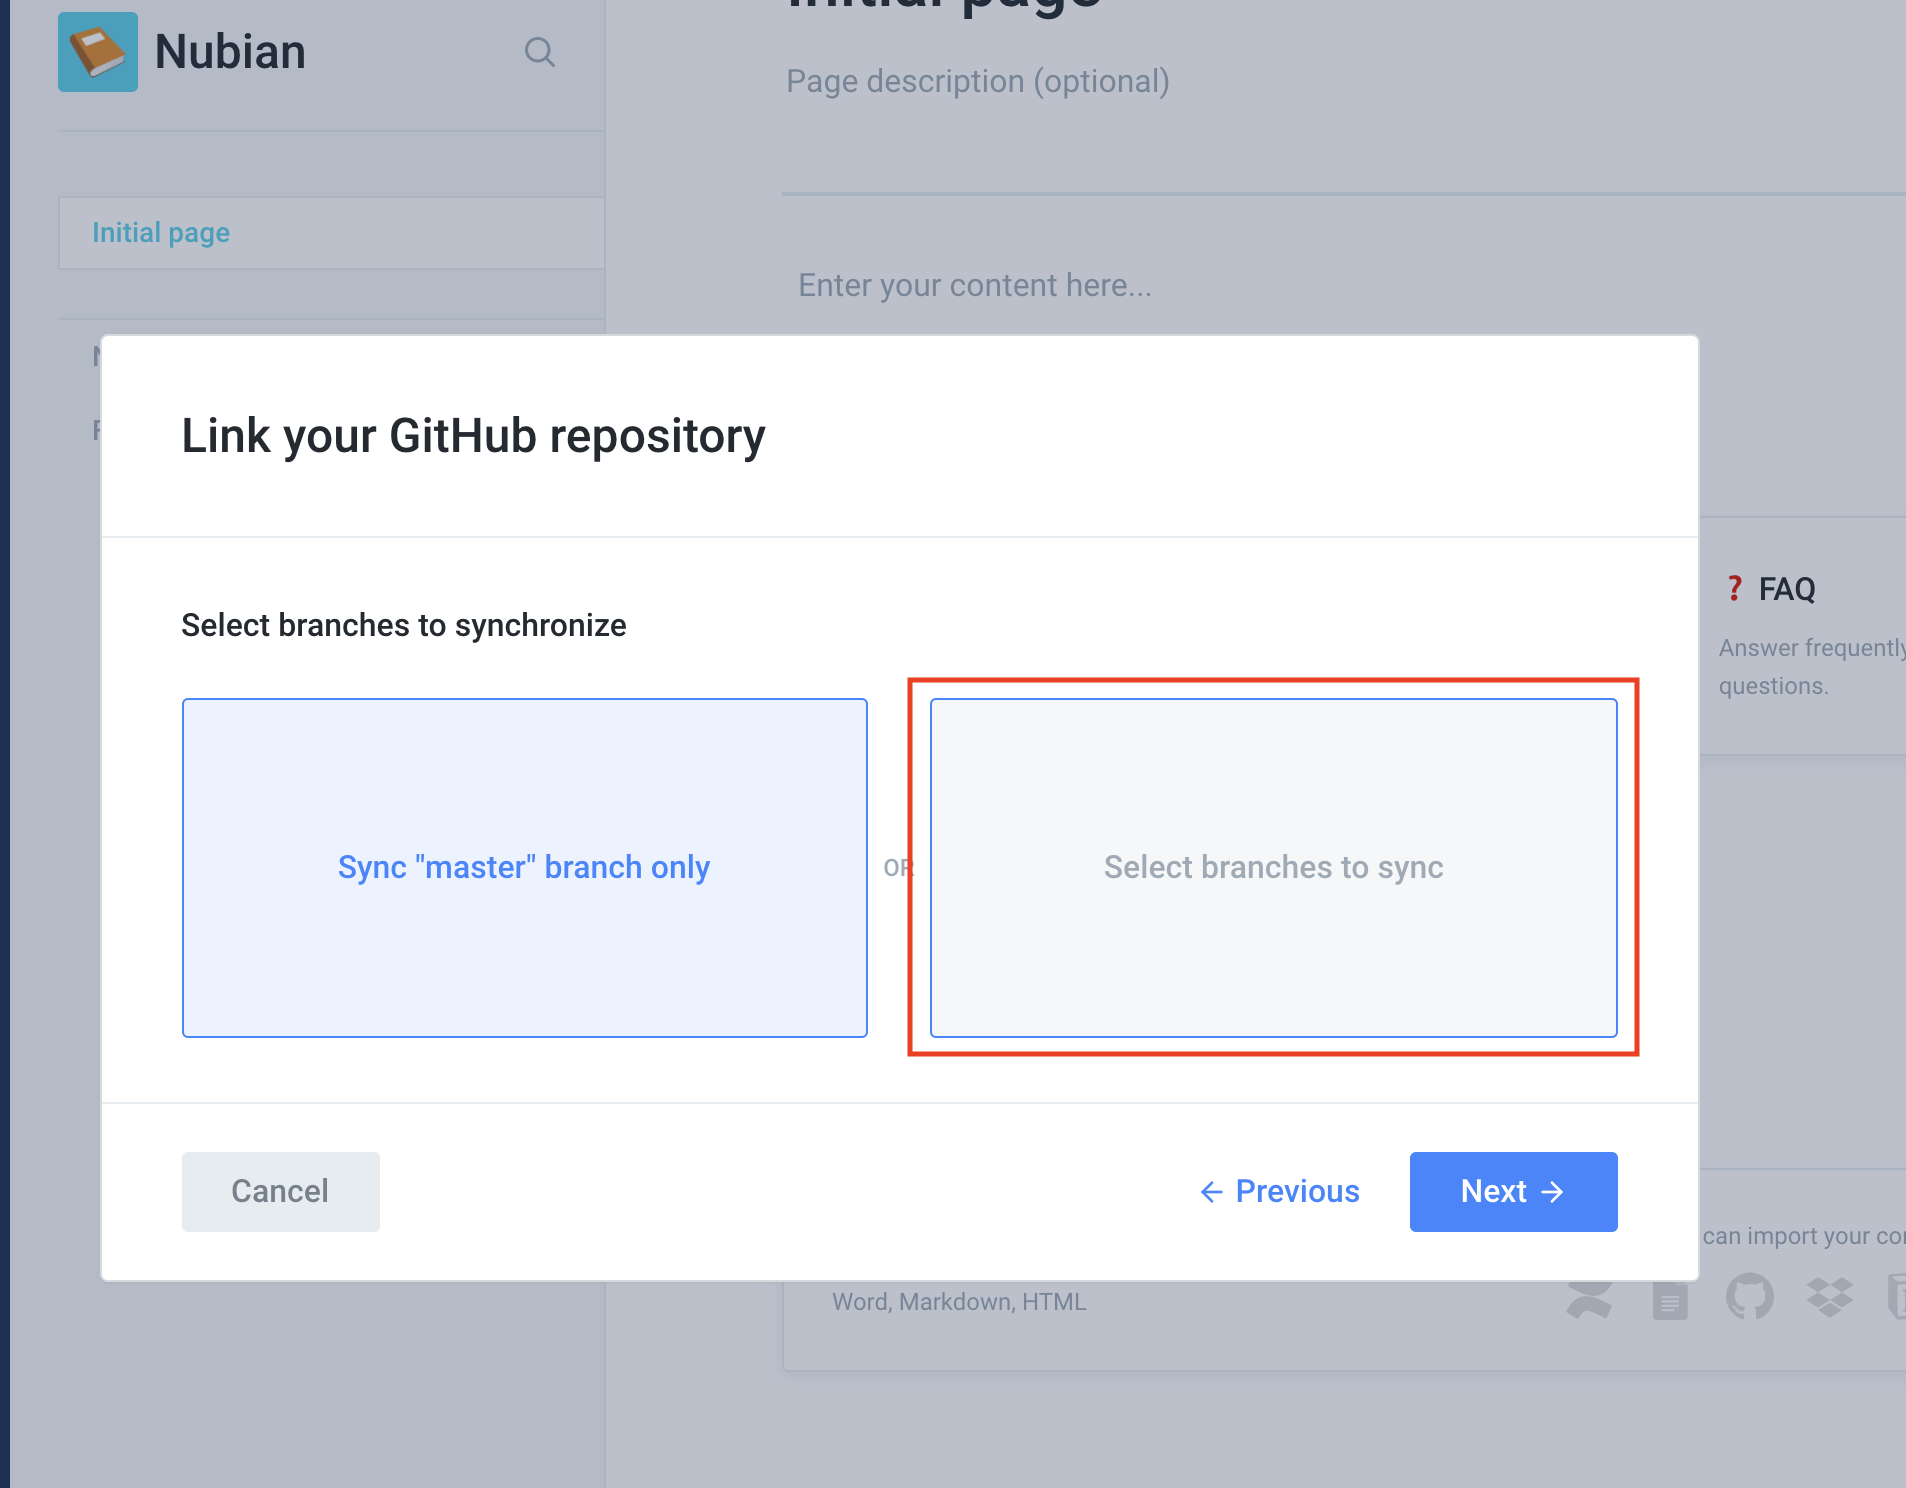 Initial page
Nubian
Page description (optional)
Initial page
Enter your content here...
Link your GitHub repository
Select branches to synchronize
Sync "master" branch only
OR
Select branches to sync
Cancel
← Previous
Next →
❓ FAQ
Answer frequently
questions.
can import your
Word, Markdown, HTML